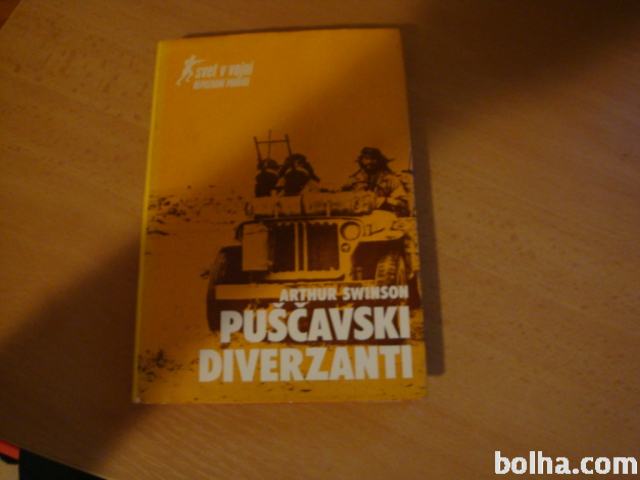 svet v vojni
ARTHUR SWINSON
PUŠČAVSKI
DIVERZANTI
bolha.com®